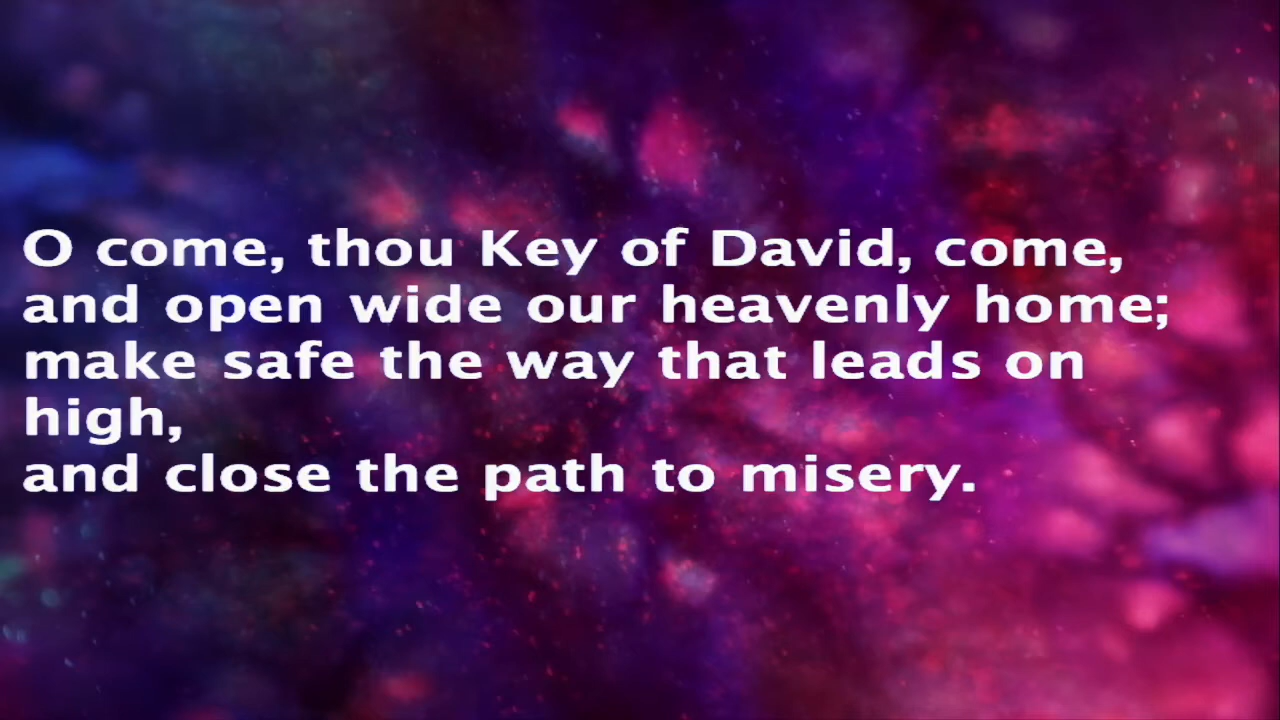 O come, thou Key of David, come,
and open wide our heavenly home;
make safe the way that leads on
high,
and close the path to misery.